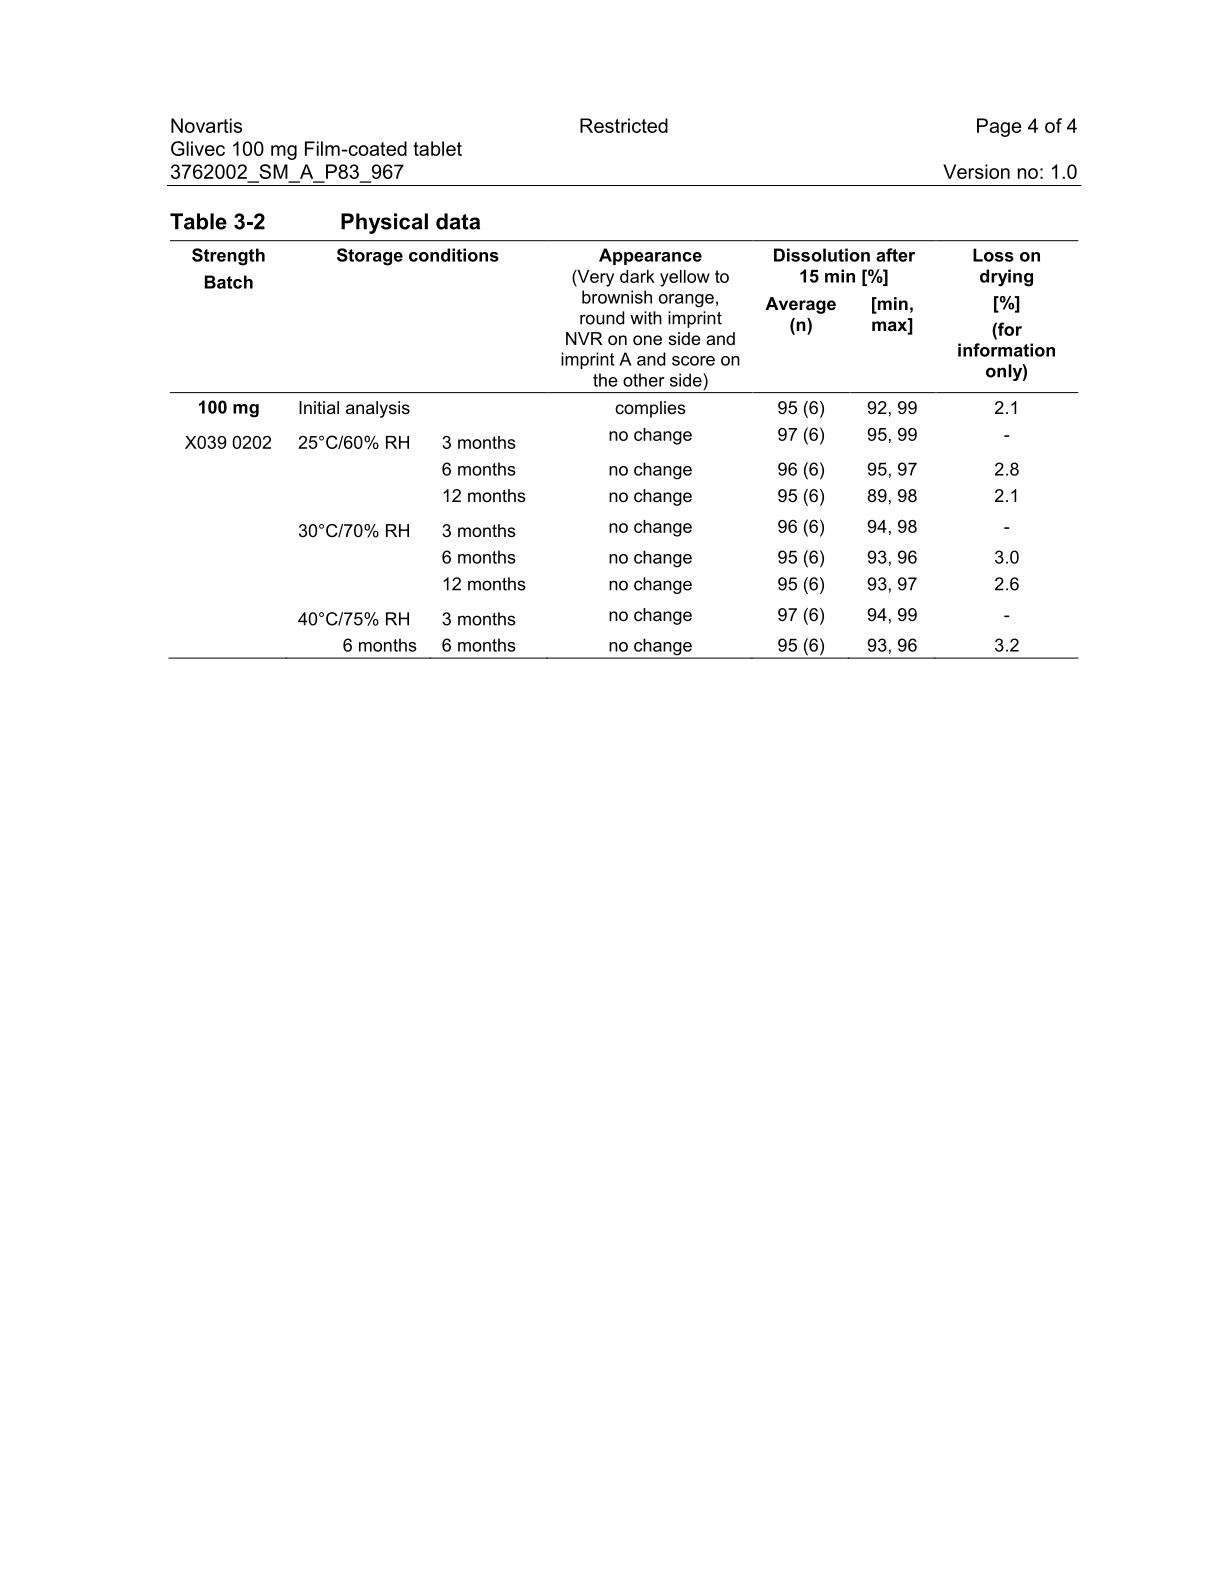 Novartis Restricted Page 4 of 4
Glivec 100 mg Film-coated tablet
3762002_SM_A_P83_967 Version no: 1.0
Table 3-2 Physical data
Strength Storage conditions Appearance Dissolution after Loss on
Batch (Very dark yellow to 15 min [%] drying
brownish orange, Average [min, [%]
round with imprint (n) max] (for
NVR on one side and information
imprint A and score on only)
the other side)
100 mg Initial analysis complies 95 (6) 92, 99 2.1
X039 0202 25°C/60% RH 3 months no change 97 (6) 95, 99 -
6 months no change 96 (6) 95, 97 2.8
12 months no change 95 (6) 89, 98 2.1
30°C/70% RH 3 months no change 96 (6) 94, 98 -
6 months no change 95 (6) 93, 96 3.0
12 months no change 95 (6) 93, 97 2.6
40°C/75% RH 3 months no change 97 (6) 94, 99 -
6 months 6 months no change 95 (6) 93, 96 3.2